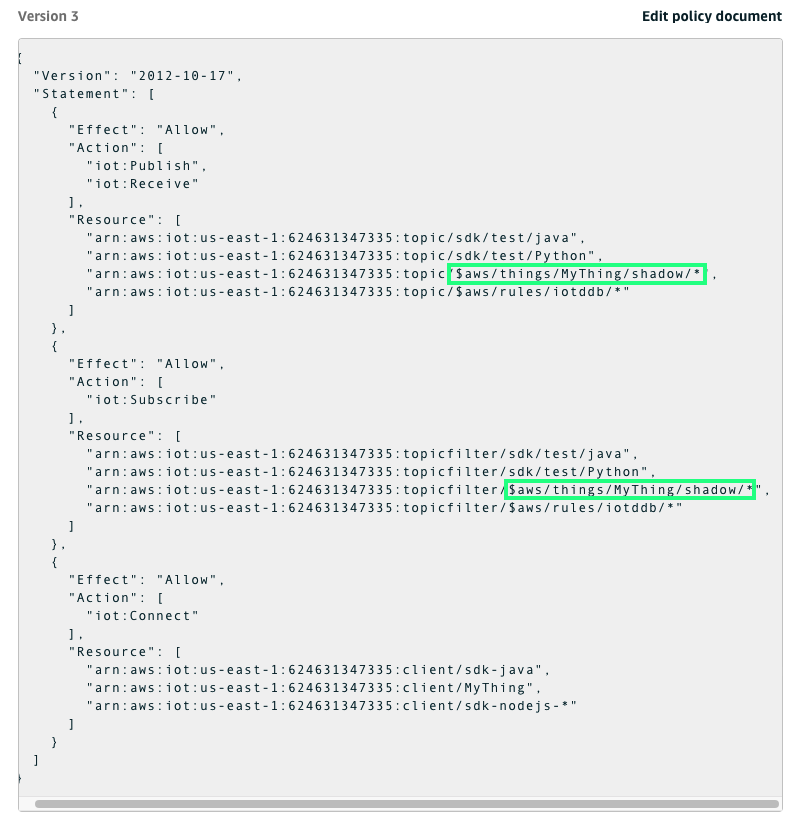 Version 3
Edit policy document
{
  "Version": "2012-10-17",
  "Statement": [
    {
      "Effect": "Allow",
      "Action": [
        "iot:Publish",
        "iot:Receive"
      ],
      "Resource": [
        "arn:aws:iot:us-east-1:624631347335:topic/sdk/test/java",
        "arn:aws:iot:us-east-1:624631347335:topic/sdk/test/Python",
        "arn:aws:iot:us-east-1:624631347335:topic/$aws/things/MyThing/shadow/*",
        "arn:aws:iot:us-east-1:624631347335:topic/$aws/rules/iotddb/*"
      ]
    },
    {
      "Effect": "Allow",
      "Action": [
        "iot:Subscribe"
      ],
      "Resource": [
        "arn:aws:iot:us-east-1:624631347335:topicfilter/sdk/test/java",
        "arn:aws:iot:us-east-1:624631347335:topicfilter/sdk/test/Python",
        "arn:aws:iot:us-east-1:624631347335:topicfilter/$aws/things/MyThing/shadow/*",
        "arn:aws:iot:us-east-1:624631347335:topicfilter/$aws/rules/iotddb/*"
      ]
    },
    {
      "Effect": "Allow",
      "Action": [
        "iot:Connect"
      ],
      "Resource": [
        "arn:aws:iot:us-east-1:624631347335:client/sdk-java",
        "arn:aws:iot:us-east-1:624631347335:client/MyThing",
        "arn:aws:iot:us-east-1:624631347335:client/sdk-nodejs-*"
      ]
    }
  ]
}